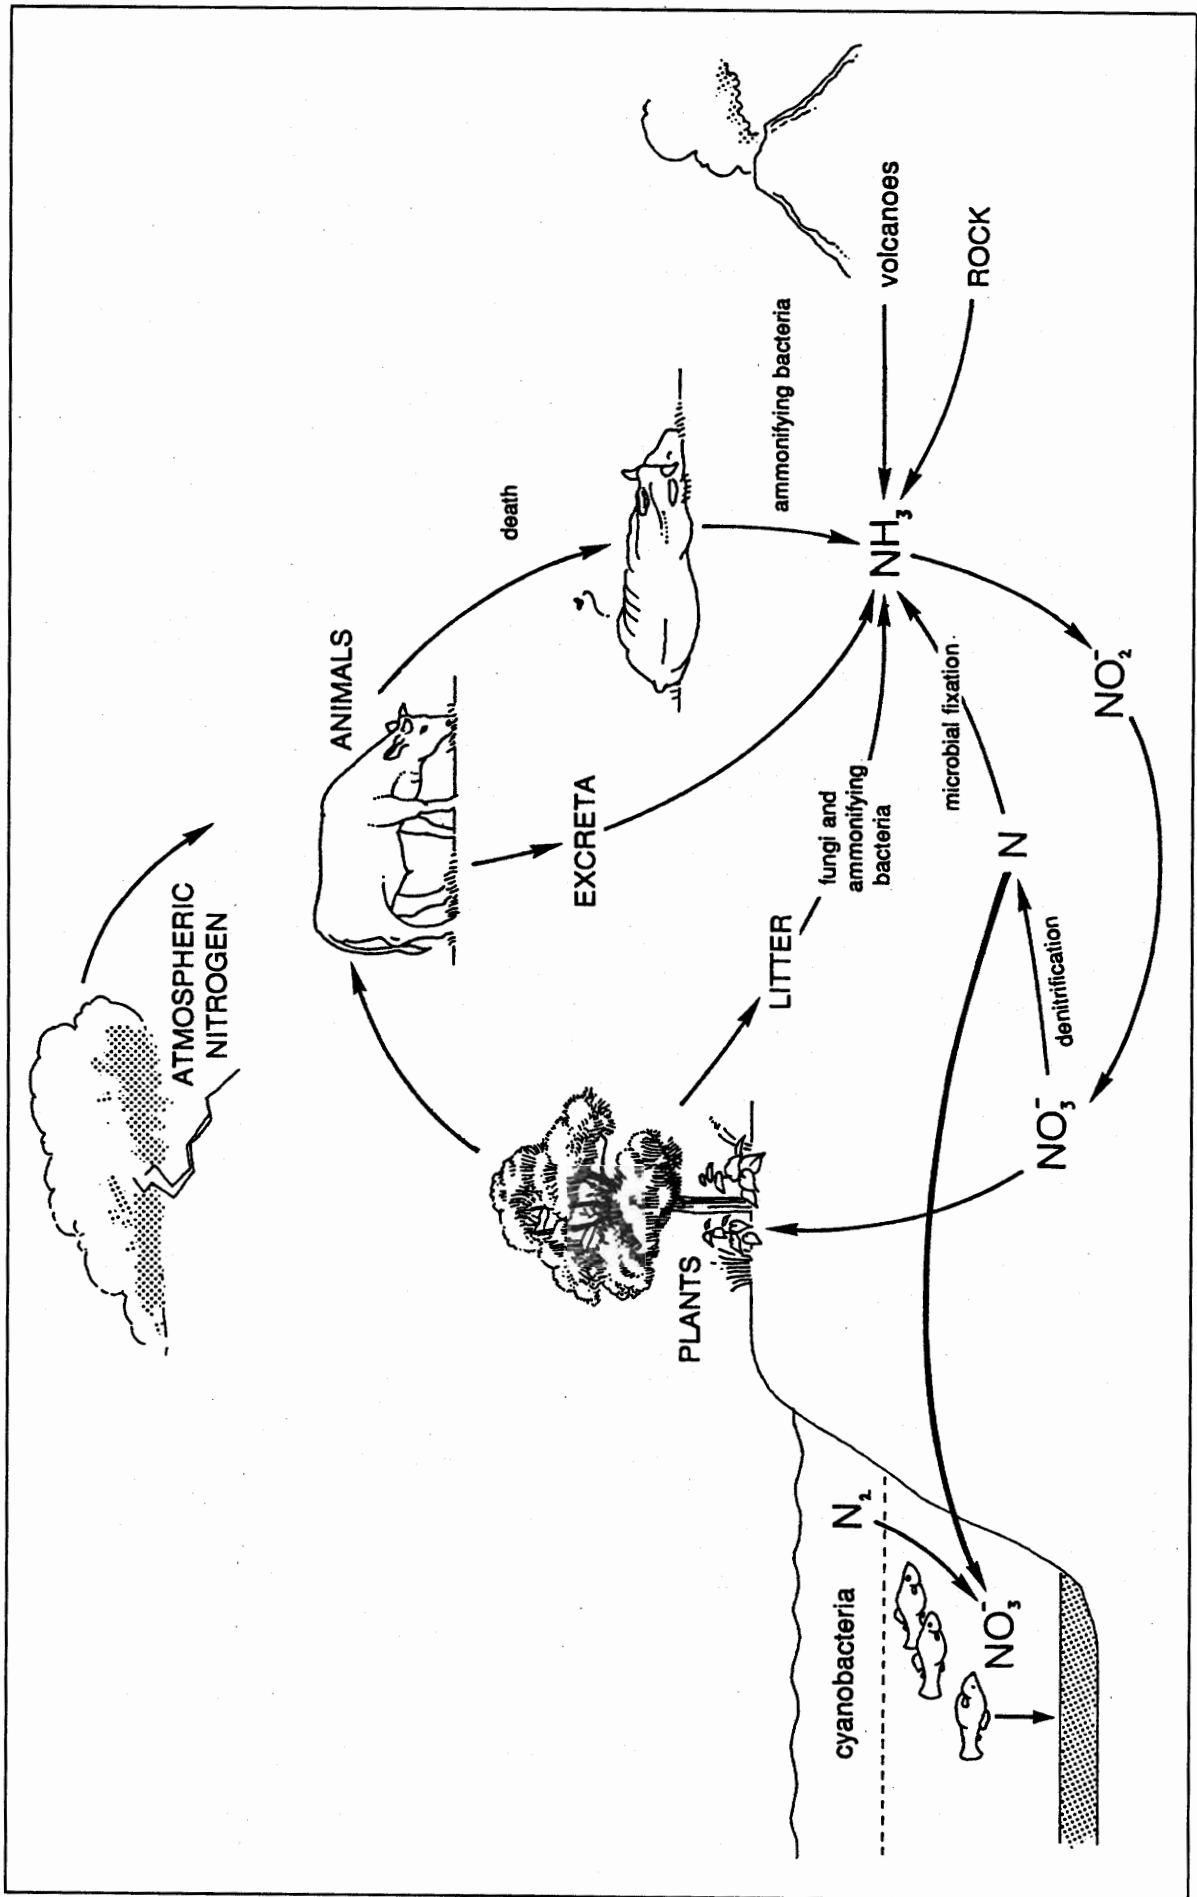 ATMOSPHERIC
NITROGEN
ANIMALS
death
EXCRETA
PLANTS
LITTER
fungi and
ammonifying
bacteria
ammonifying bacteria
volcanoes
ROCK
NH₃
microbial fixation
N
NO₂⁻
denitrification
NO₃⁻
cyanobacteria
N₂
NO₃⁻